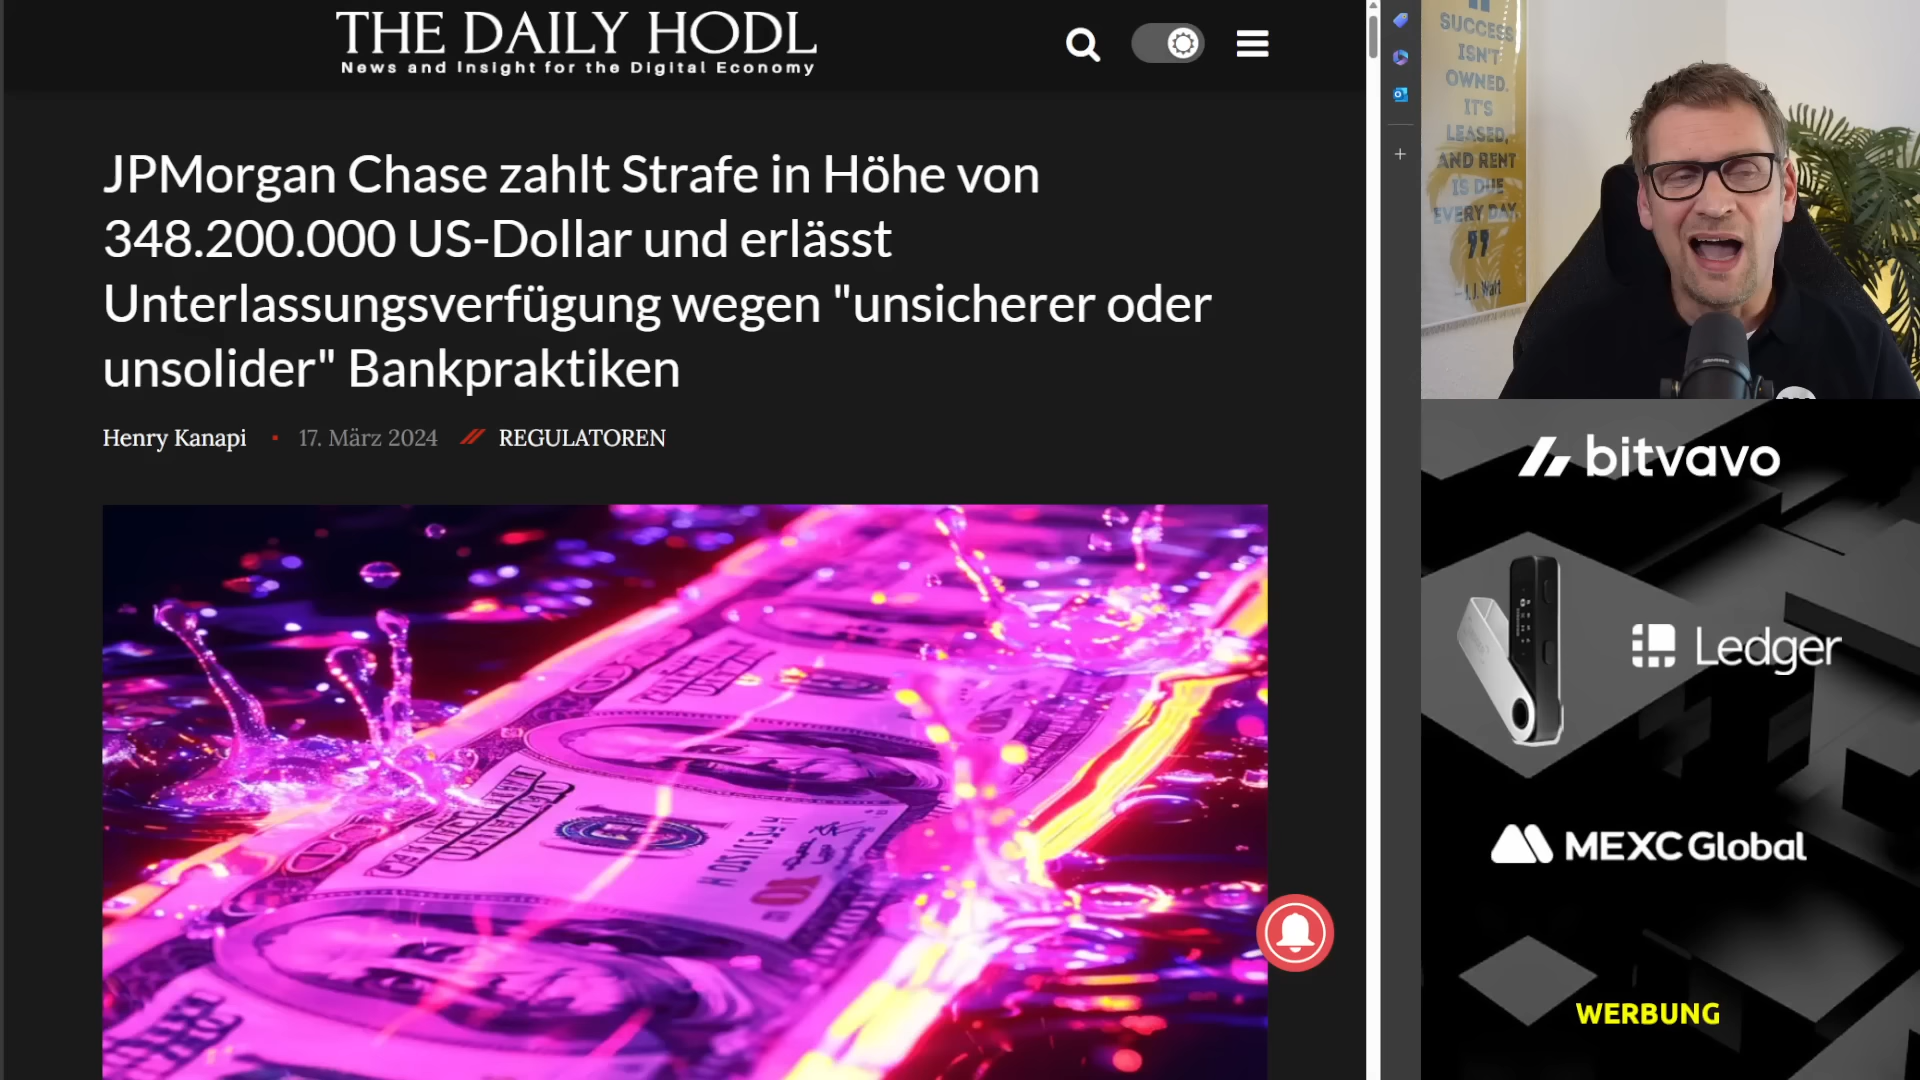 THE DAILY HODL
News and Insight for the Digital Economy
JPMorgan Chase zahlt Strafe in Höhe von
348.200.000 US-Dollar und erlässt
Unterlassungsverfügung wegen "unsicherer oder
unsolider" Bankpraktiken
Henry Kanapi
17. März 2024
REGULATOREN
SUCCESS
ISN'T
OWNED.
IT'S
LEASED,
AND RENT
IS DUE
EVERY DAY.
bitvavo
Ledger
MEXC Global
WERBUNG